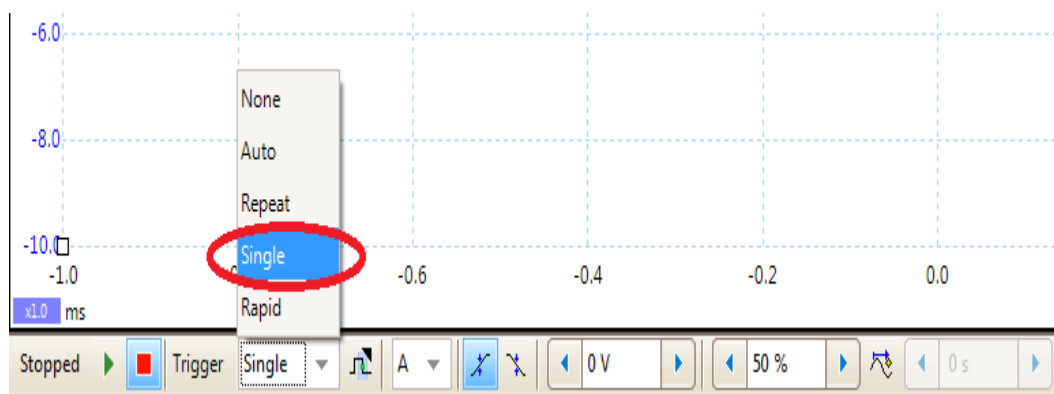 -6.0
None
-8.0
Auto
Repeat
-10.0
Single
-1.0
-0.6
-0.4
-0.2
0.0
Rapid
x1.0 ms
Stopped Trigger Single A 0 V 50 % 0 s